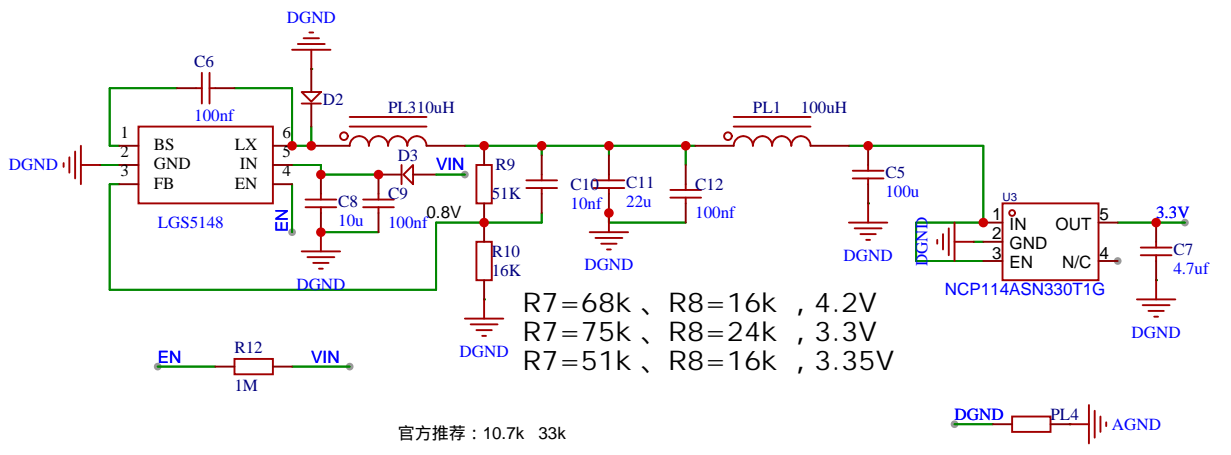 DGND
C6
100nf
D2
PL310uH
PL1 100uH
1 BS LX 6
DGND 2 GND IN 5
3 FB EN 4
LGS5148
EN
D3
VIN
C8
10u
C9
100nf
0.8V
DGND
R9
51K
R10
16K
DGND
C10
10nf
C11
22u
DGND
C12
100nf
C5
100u
DGND
U3
DGND
1 IN OUT 5
2 GND
3 EN N/C 4
NCP114ASN330T1G
3.3V
C7
4.7uf
DGND
R7=68k 、R8=16k ,4.2V
R7=75k 、R8=24k ,3.3V
R7=51k 、R8=16k ,3.35V
EN R12 VIN
1M
官方推荐:10.7k 33k
DGND PL4 AGND